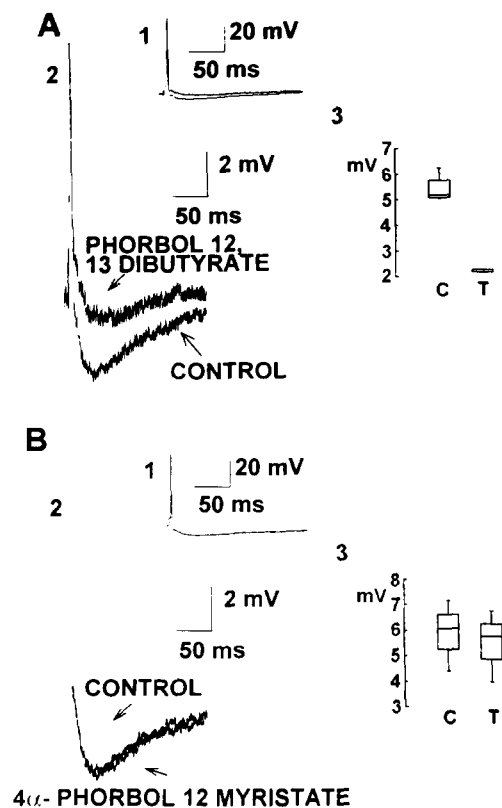 A
1
20 mV
50 ms
2
3
2 mV
50 ms
PHORBOL 12,
13 DIBUTYRATE
CONTROL
mV
7
6
5
4
3
2
C T
B
1
20 mV
50 ms
2
3
2 mV
50 ms
CONTROL
4α- PHORBOL 12 MYRISTATE
mV
8
7
6
5
4
3
C T